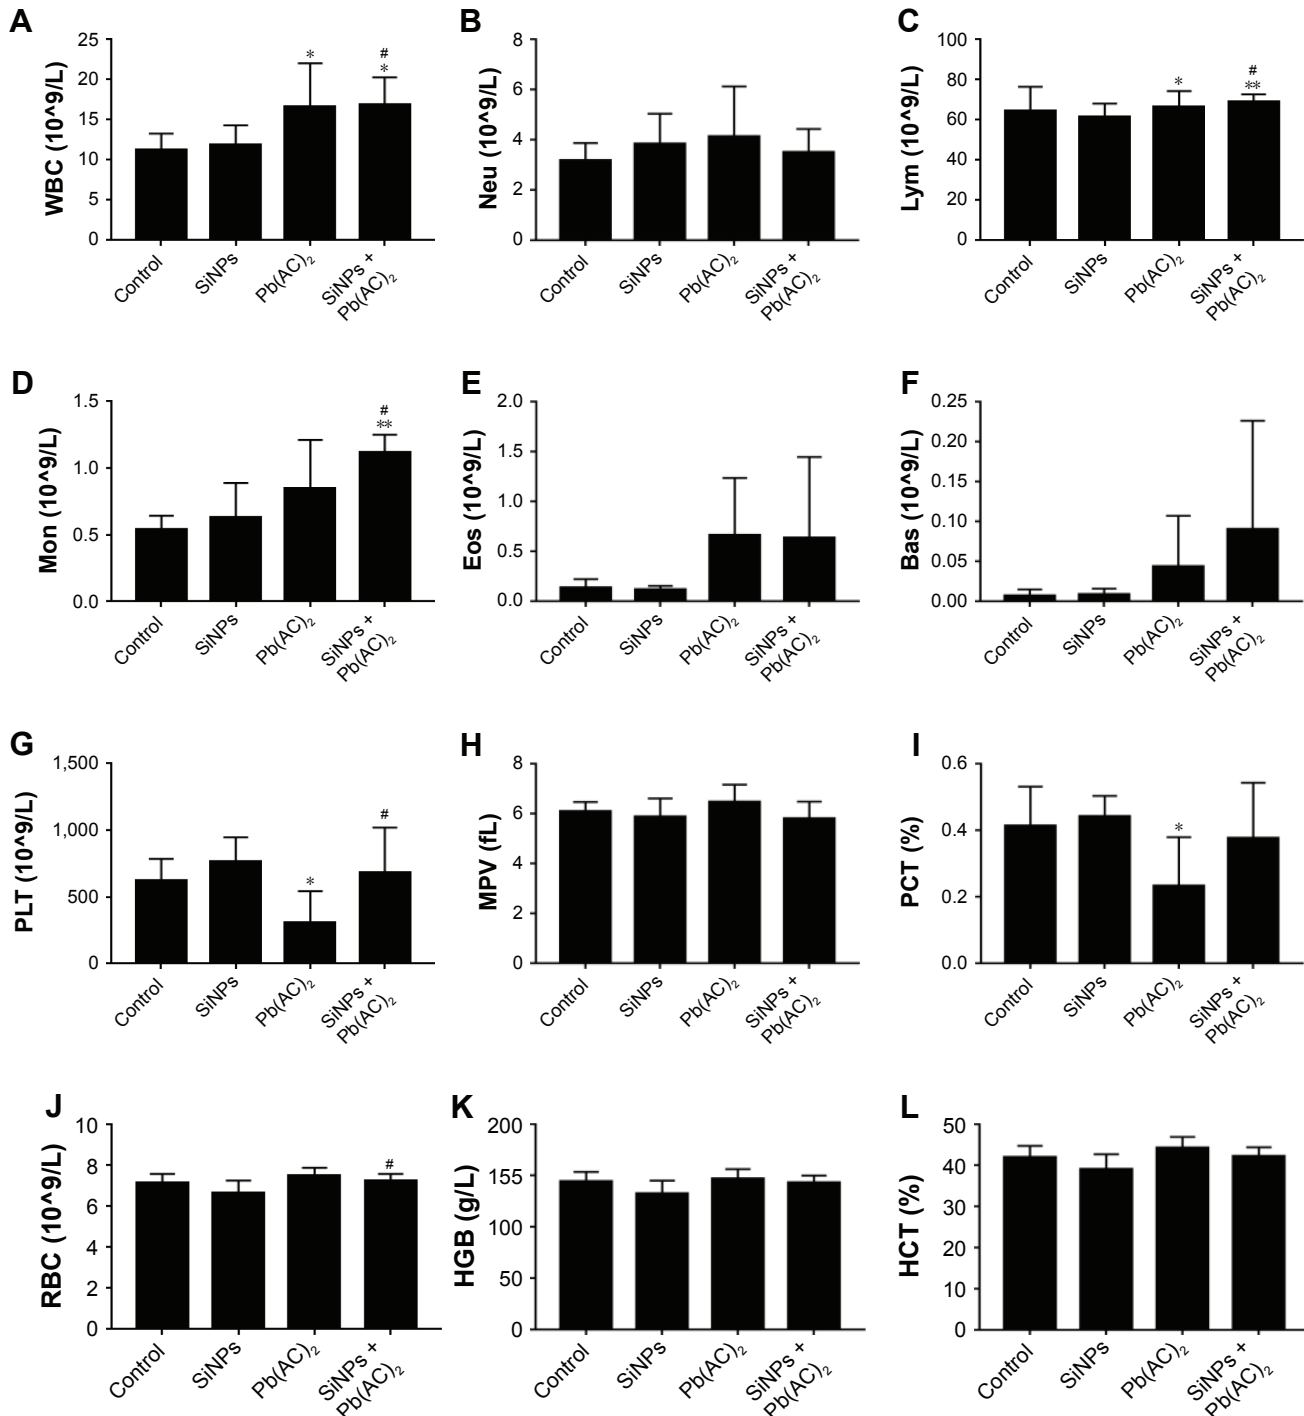 A
WBC (10^9/L)
25
20
15
10
5
0
*
#
*
Control
SiNPs
Pb(AC)₂
SiNPs +
Pb(AC)₂
B
Neu (10^9/L)
8
6
4
2
0
Control
SiNPs
Pb(AC)₂
SiNPs +
Pb(AC)₂
C
Lym (10^9/L)
100
80
60
40
20
0
*
#
**
Control
SiNPs
Pb(AC)₂
SiNPs +
Pb(AC)₂
D
Mon (10^9/L)
1.5
1.0
0.5
0.0
#
**
Control
SiNPs
Pb(AC)₂
SiNPs +
Pb(AC)₂
E
Eos (10^9/L)
2.0
1.5
1.0
0.5
0.0
Control
SiNPs
Pb(AC)₂
SiNPs +
Pb(AC)₂
F
Bas (10^9/L)
0.25
0.20
0.15
0.10
0.05
0.00
Control
SiNPs
Pb(AC)₂
SiNPs +
Pb(AC)₂
G
PLT (10^9/L)
1,500
1,000
500
0
*
#
Control
SiNPs
Pb(AC)₂
SiNPs +
Pb(AC)₂
H
MPV (fL)
8
6
4
2
0
Control
SiNPs
Pb(AC)₂
SiNPs +
Pb(AC)₂
I
PCT (%)
0.6
0.4
0.2
0.0
*
Control
SiNPs
Pb(AC)₂
SiNPs +
Pb(AC)₂
J
RBC (10^9/L)
10
8
6
4
2
0
#
Control
SiNPs
Pb(AC)₂
SiNPs +
Pb(AC)₂
K
HGB (g/L)
200
155
100
50
0
Control
SiNPs
Pb(AC)₂
SiNPs +
Pb(AC)₂
L
HCT (%)
50
40
30
20
10
0
Control
SiNPs
Pb(AC)₂
SiNPs +
Pb(AC)₂